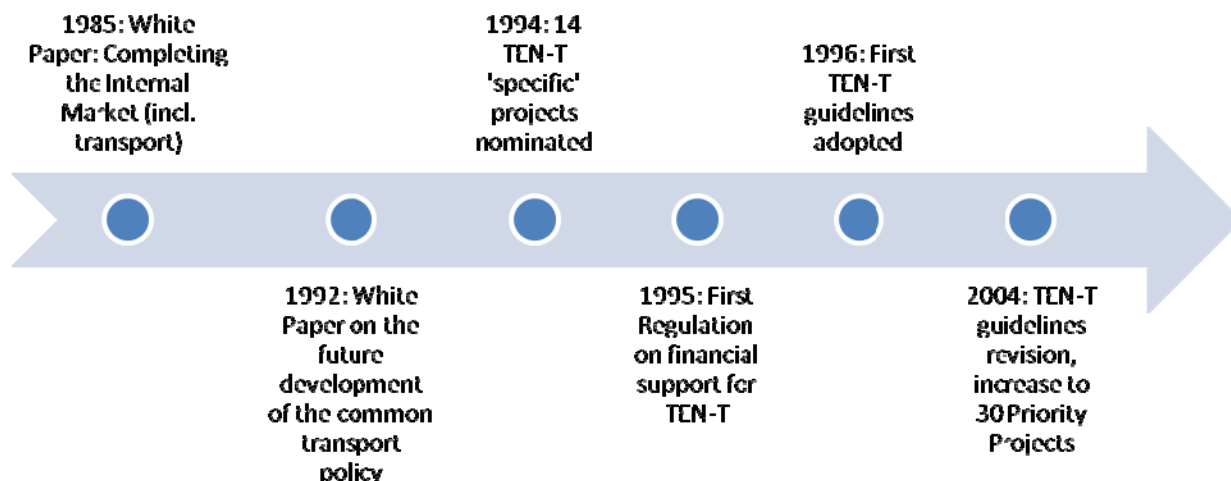 1985: White
Paper: Completing
the Internal
Market (incl.
transport)
1992: White
Paper on the
future
development
of the common
transport
policy
1994: 14
TEN-T
'specific'
projects
nominated
1995: First
Regulation
on financial
support for
TEN-T
1996: First
TEN-T
guidelines
adopted
2004: TEN-T
guidelines
revision,
increase to
30 Priority
Projects